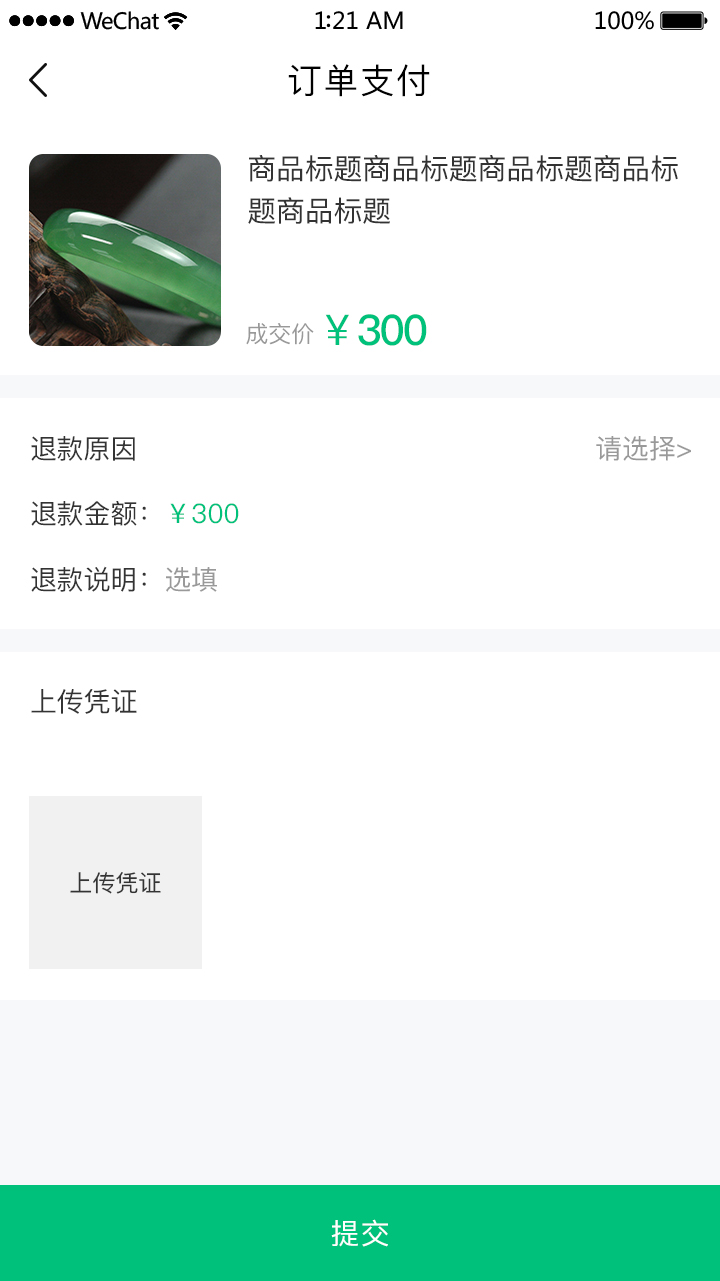 WeChat 1:21 AM 100%
订单支付
商品标题商品标题商品标题商品标
题商品标题
成交价 ¥300
退款原因 请选择>
退款金额： ¥300
退款说明：选填
上传凭证
上传凭证
提交